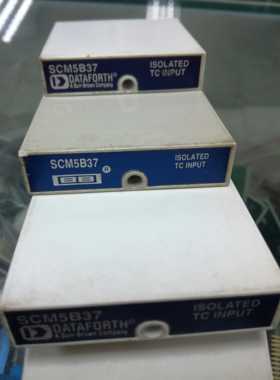 SCM5B37
DATAFORTH®
A Burr-Brown Company
ISOLATED
TC INPUT
SCM5B37
BB ®
ISOLATED
TC INPUT
SCM5B37
DATAFORTH®
A Burr-Brown Company
ISOLATED
TC INPUT